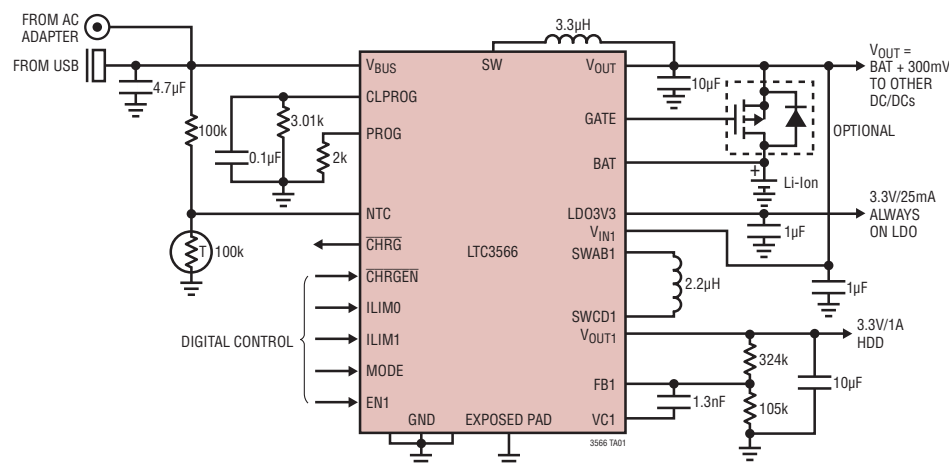 FROM AC
ADAPTER
FROM USB
4.7µF
100k
T
100k
0.1µF
3.01k
2k
3.3µH
VBUS
SW
VOUT
CLPROG
PROG
GATE
BAT
NTC
LDO3V3
VIN1
CHRG
LTC3566
SWAB1
CHRGEN
ILIM0
SWCD1
ILIM1
VOUT1
MODE
FB1
EN1
GND
EXPOSED PAD
VC1
DIGITAL CONTROL
10µF
OPTIONAL
+
Li-Ion
VOUT =
BAT + 300mV
TO OTHER
DC/DCs
3.3V/25mA
ALWAYS
ON LDO
1µF
2.2µH
1µF
3.3V/1A
HDD
324k
10µF
1.3nF
105k
3566 TA01